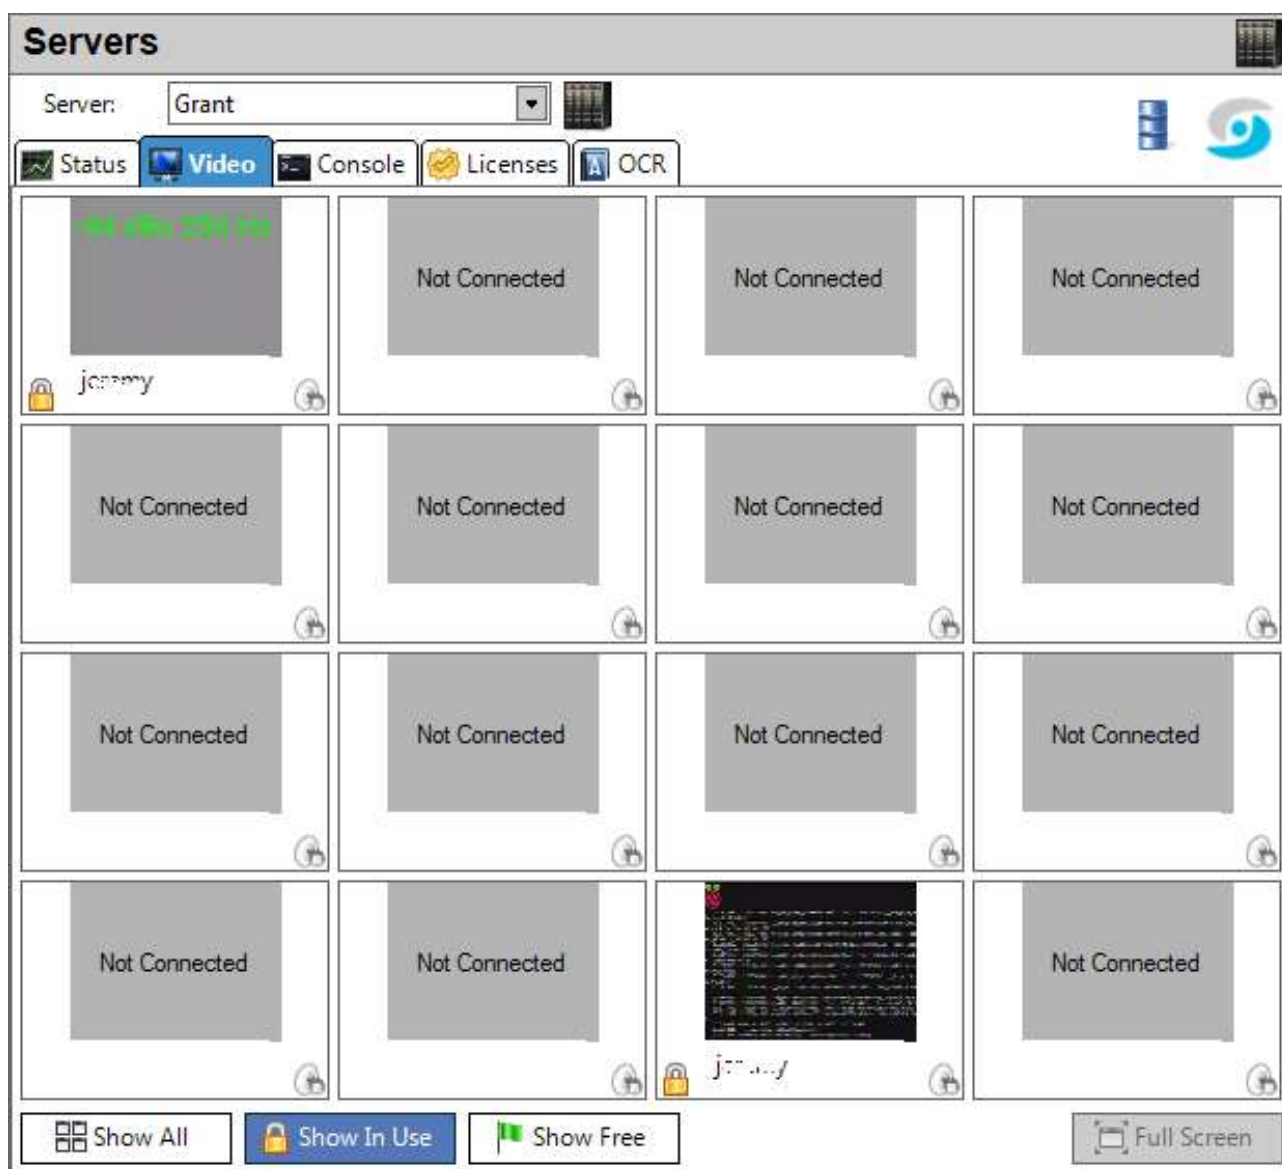 Servers
Server: Grant
Status Video Console Licenses A OCR
Not Connected Not Connected Not Connected
jeremy
Not Connected Not Connected Not Connected Not Connected
Not Connected Not Connected Not Connected Not Connected
Not Connected Not Connected Not Connected
Show All Show In Use Show Free Full Screen